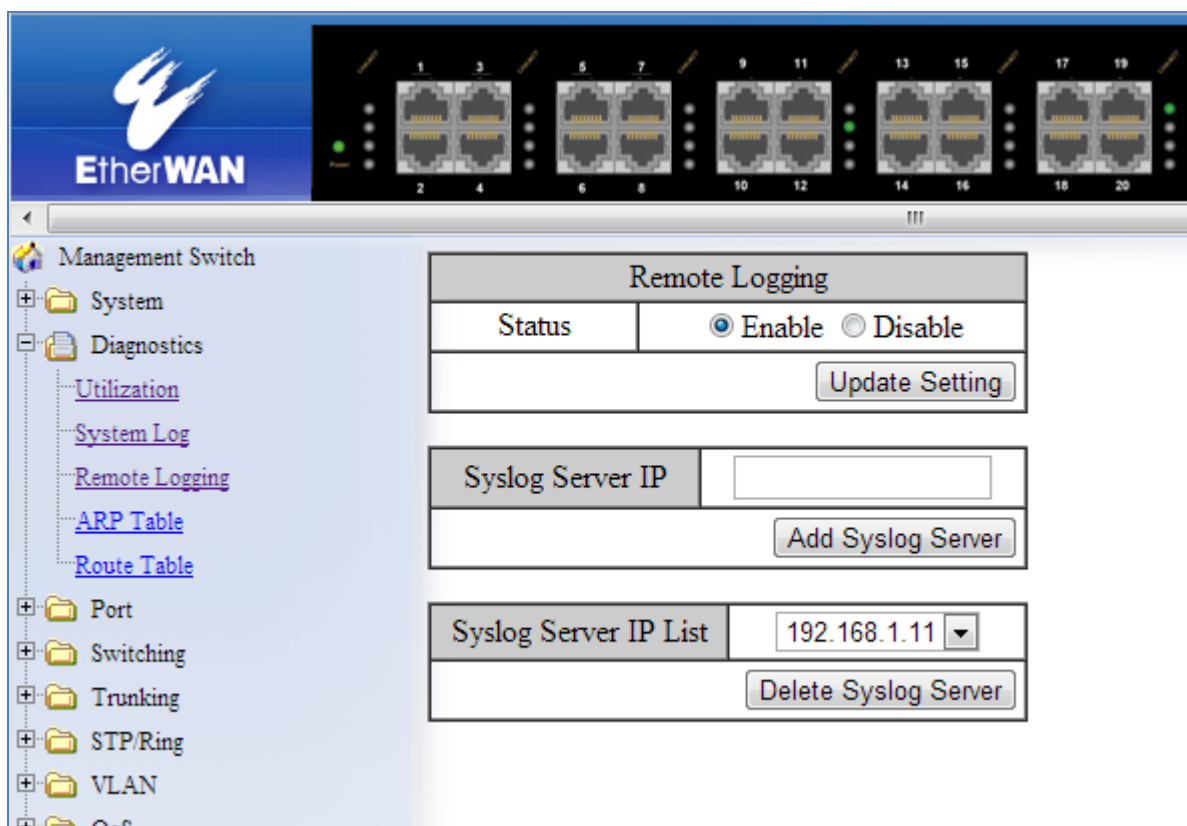 1 3 5 7 9 11 13 15 17 19
Power
2 4 6 8 10 12 14 16 18 20
EtherWAN
Management Switch
System
Diagnostics
Utilization
System Log
Remote Logging
ARP Table
Route Table
Port
Switching
Trunking
STP/Ring
VLAN
QoS
Remote Logging
Status Enable Disable
Update Setting
Syslog Server IP
Add Syslog Server
Syslog Server IP List 192.168.1.11
Delete Syslog Server